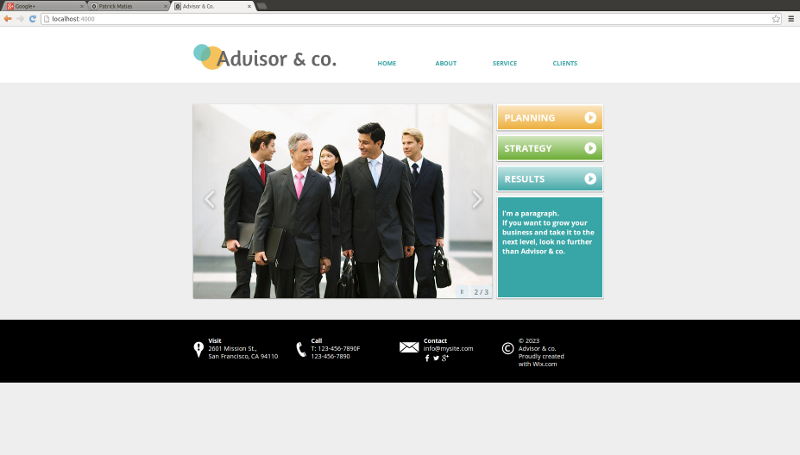 Google+
Patrick Matias
Advisor & Co.
localhost:4000
Advisor & co.
HOME
ABOUT
SERVICE
CLIENTS
PLANNING
STRATEGY
RESULTS
I'm a paragraph.
If you want to grow your
business and take it to the
next level, look no further
than Advisor & co.
2 / 3
Visit
2601 Mission St.,
San Francisco, CA 94110
Call
T: 123-456-7890F
123-456-7890
Contact
info@mysite.com
© 2023
Advisor & co.
Proudly created
with Wix.com